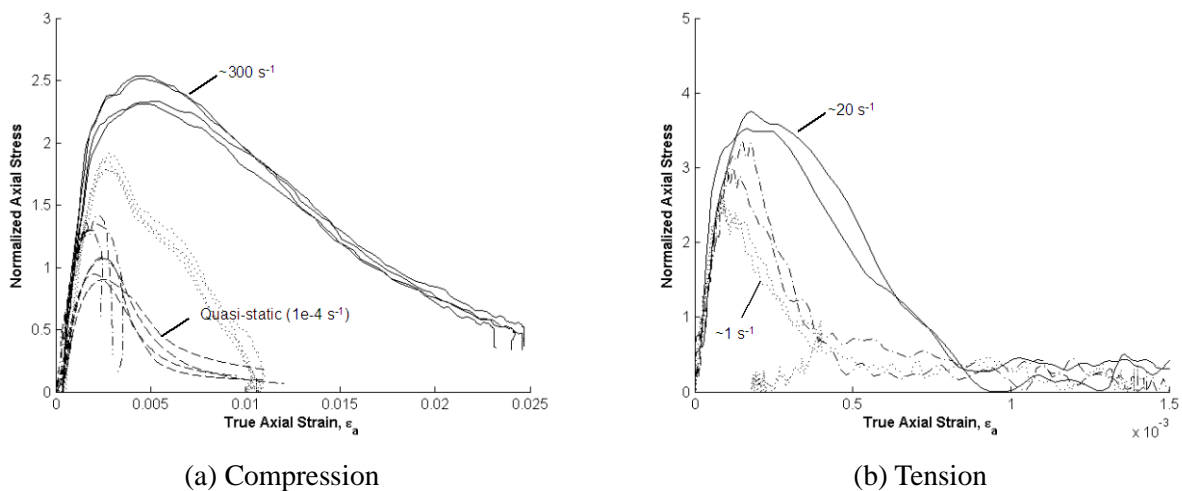 3
2.5
2
1.5
1
0.5
0
0 0.005 0.01 0.015 0.02 0.025
Normalized Axial Stress
True Axial Strain, εa
~300 s⁻¹
Quasi-static (1e-4 s⁻¹)
(a) Compression
5
4
3
2
1
0
0 0.5 1 1.5
x 10⁻³
Normalized Axial Stress
True Axial Strain, εa
~20 s⁻¹
~1 s⁻¹
(b) Tension